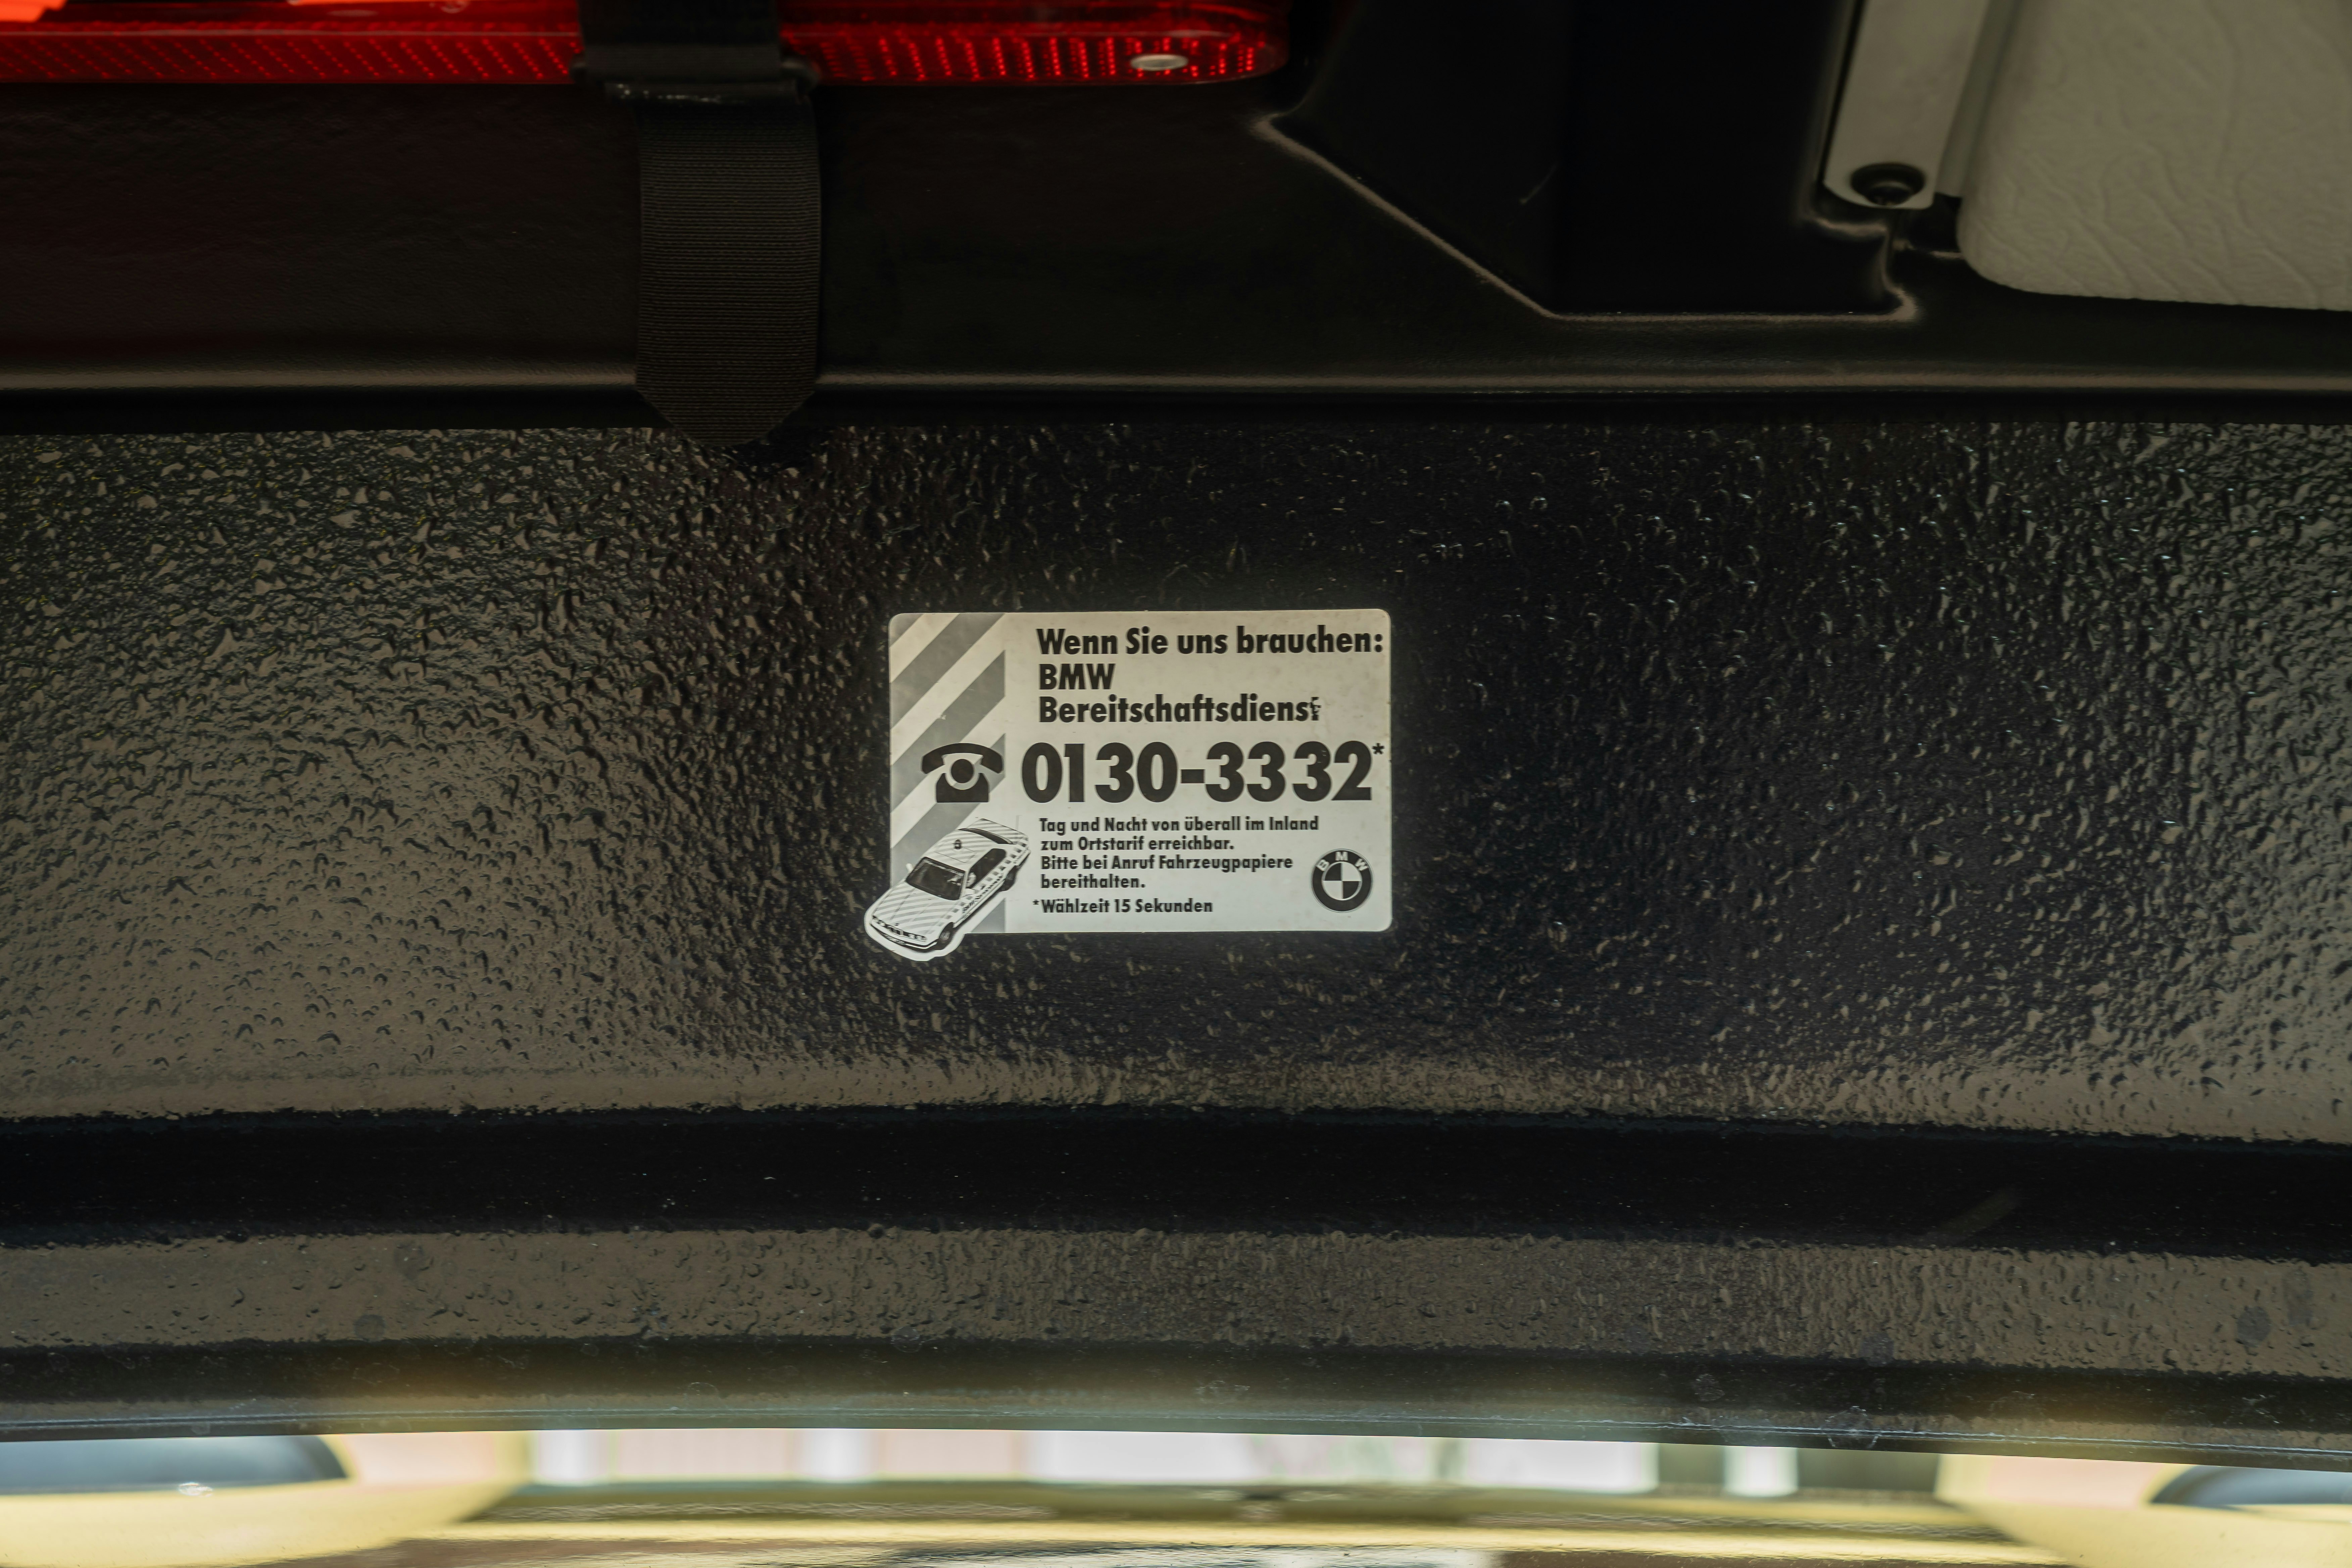 Wenn Sie uns brauchen:
BMW
Bereitschaftsdienst
0130-3332*
Tag und Nacht von überall im Inland
zum Ortstarif erreichbar.
Bitte bei Anruf Fahrzeugpapiere
bereithalten.
*Wählzeit 15 Sekunden
BMW